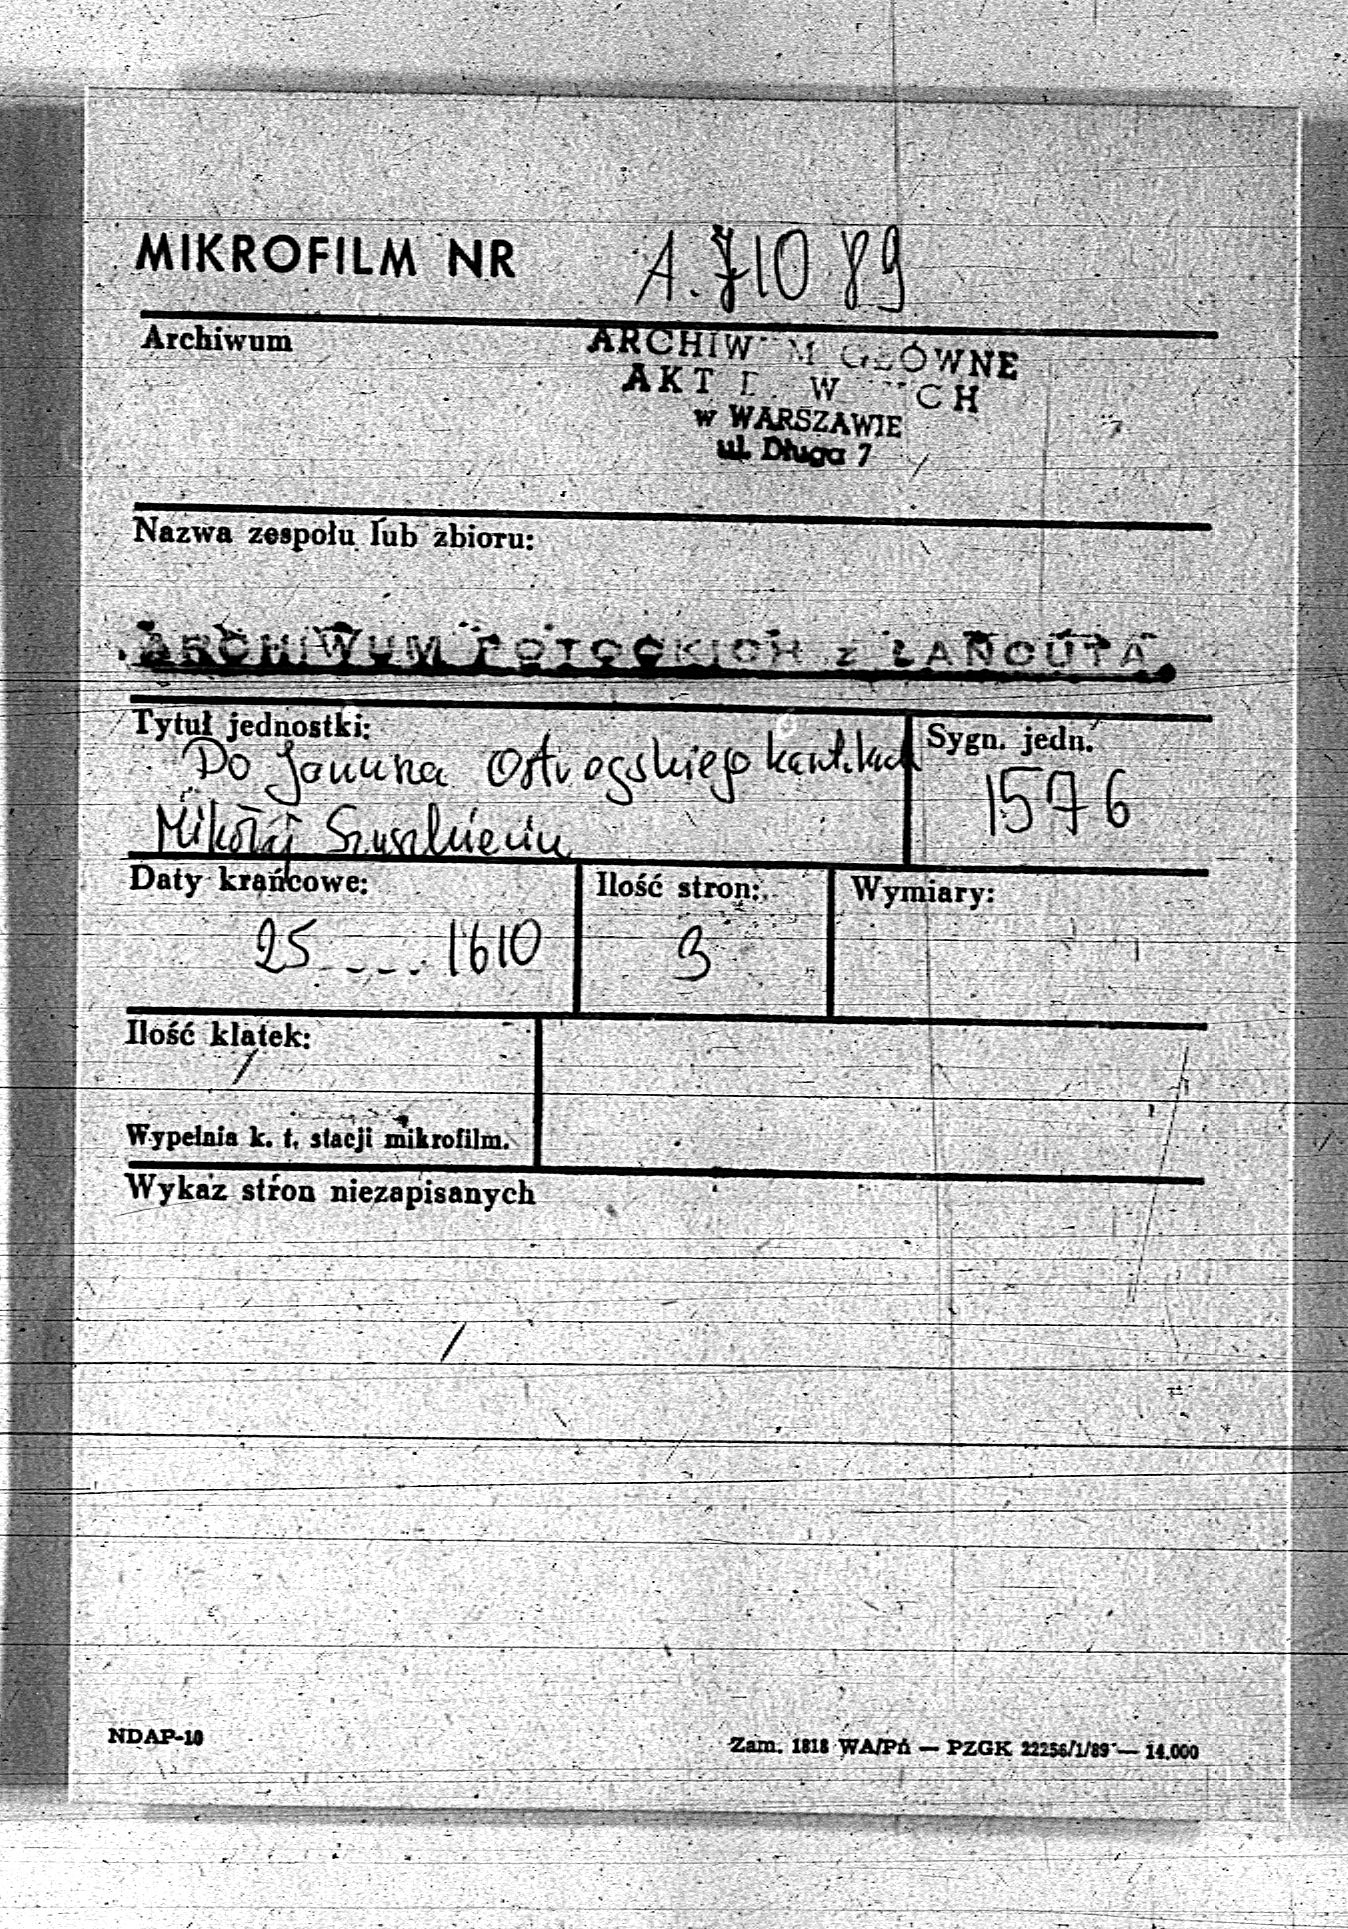 MIKROFILM NR A. 71089
Archiwum
ARCHIW M GŁÓWNE
AKT D W CH
w WARSZAWIE
ul. Długa 7
Nazwa zespołu lub zbioru:
ARCHIWUM POTOCKICH z ŁAŃCUTA
Tytuł jednostki:
Sygn. jedn.
Do Janusza Ostrogskiego
1576
Mikołaj
Daty krańcowe:
Ilość stron:
Wymiary:
25 .... 1610
3
Ilość klatek:
Wypełnia k. t. stacji mikrofilm.
Wykaz stron niezapisanych
NDAP-10
Zam. 1818 WA/Pń — PZGK 22256/1/89 — 14.000